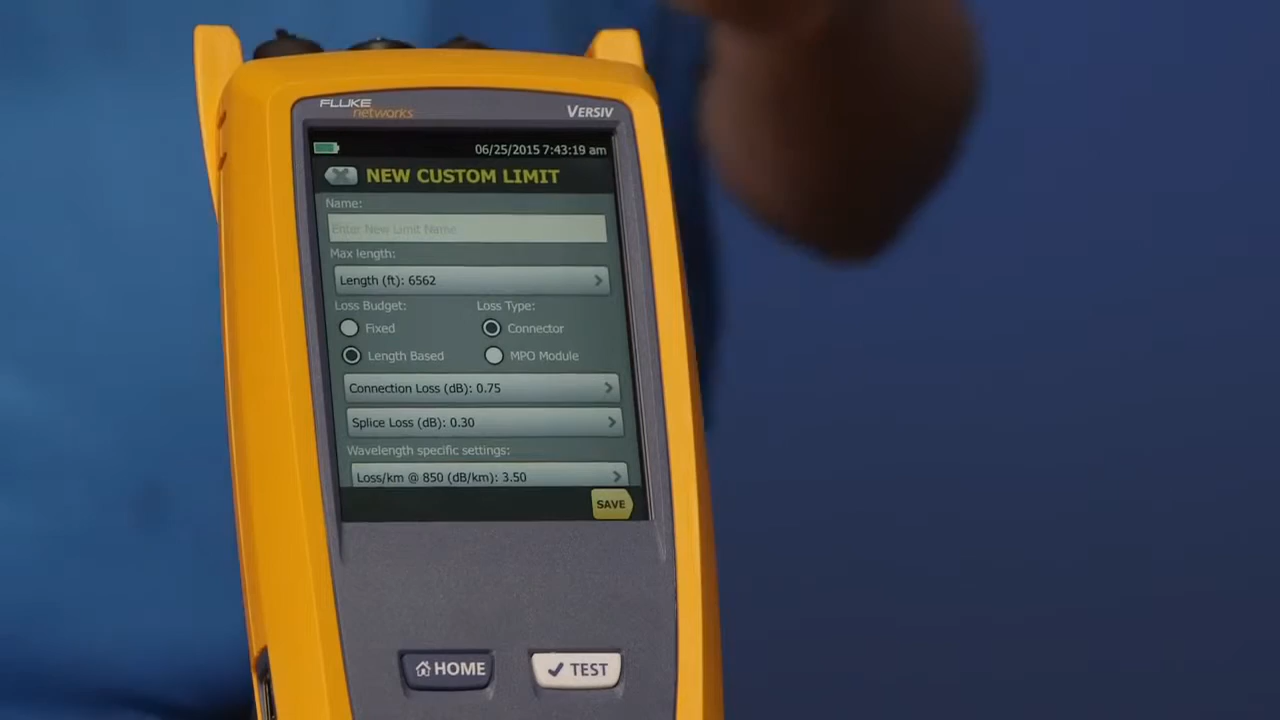 FLUKE
networks
VERSIV
06/25/2015 7:43:19 am
NEW CUSTOM LIMIT
Name:
Enter New Limit Name
Max length:
Length (ft): 6562
Loss Budget: Loss Type:
Fixed Connector
Length Based MPO Module
Connection Loss (dB): 0.75
Splice Loss (dB): 0.30
Wavelength specific settings:
Loss/km @ 850 (dB/km): 3.50
SAVE
HOME TEST